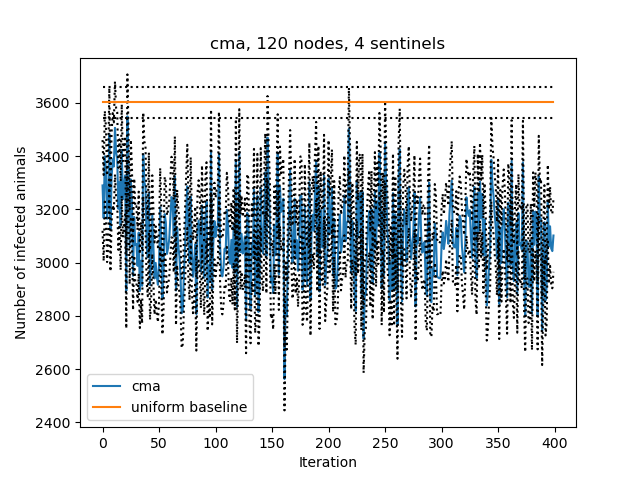 cma, 120 nodes, 4 sentinels
Number of infected animals
3600
3400
3200
3000
2800
2600
2400
cma
uniform baseline
0 50 100 150 200 250 300 350 400
Iteration